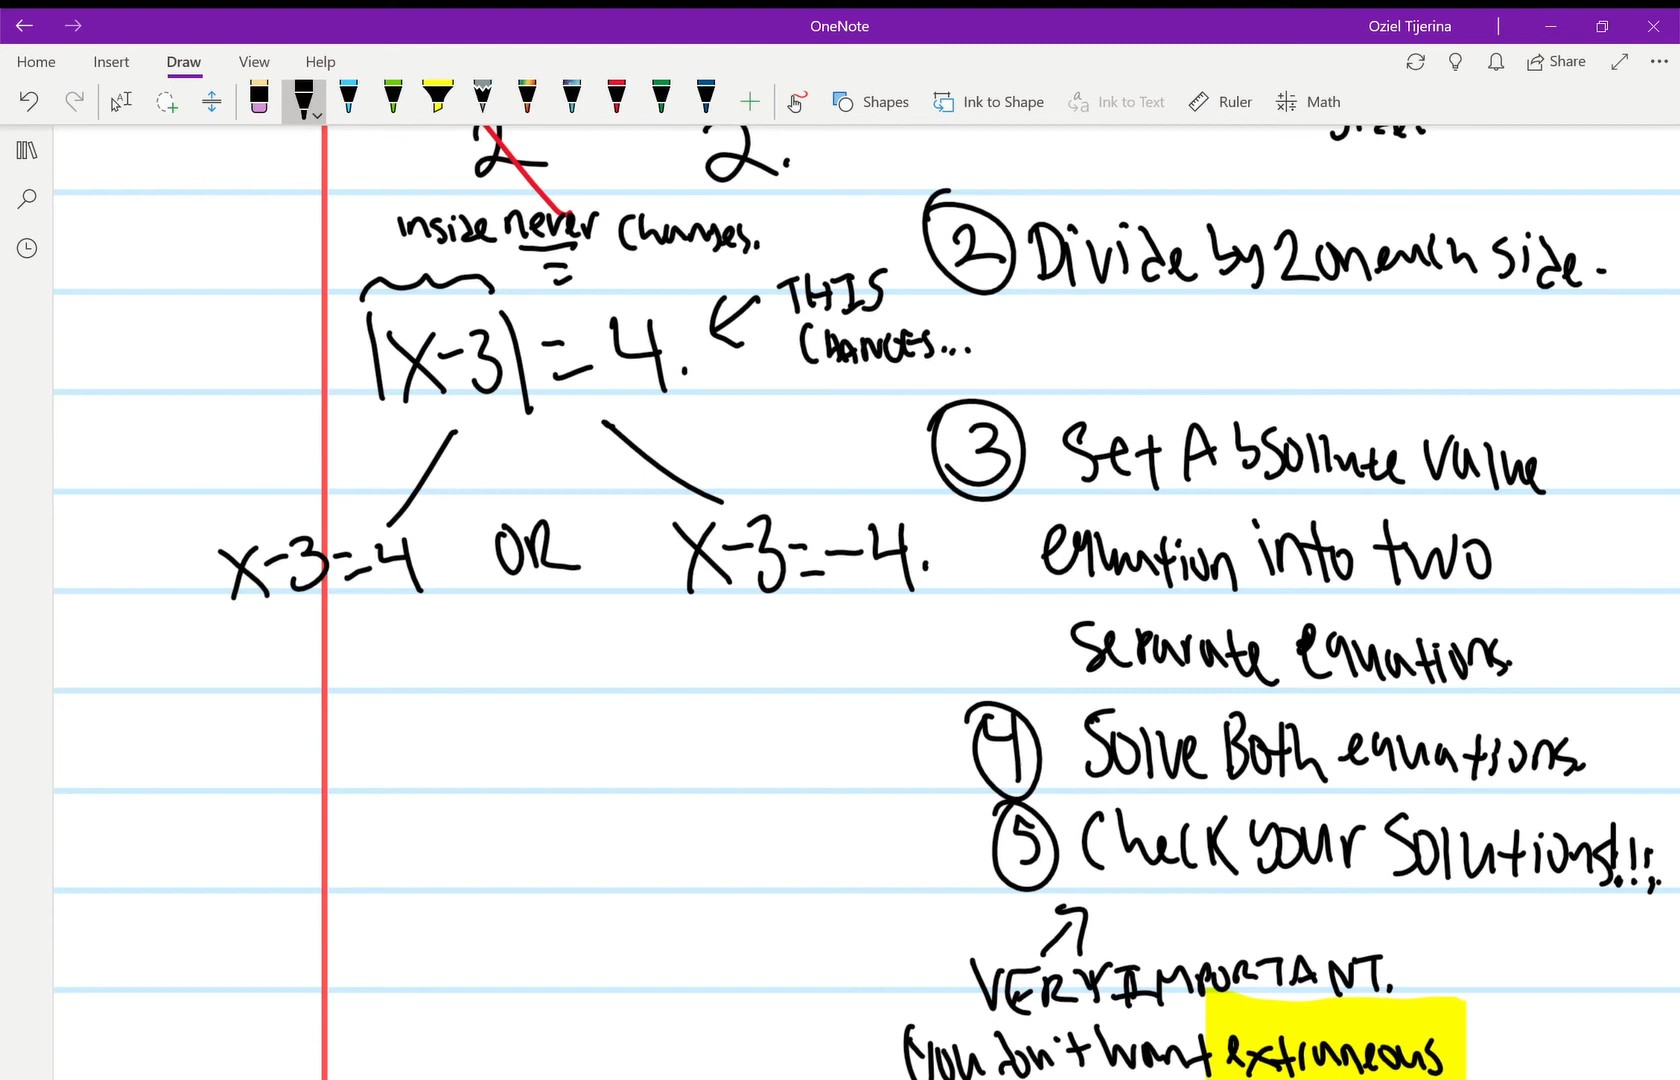 OneNote
Oziel Tijerina
Home Insert Draw View Help
Share
Shapes Ink to Shape Ink to Text Ruler Math
2 2.
inside never changes.
|x-3| = 4.
THIS
CHANGES...
x-3=4 OR x-3=-4.
2 Divide by 2 on each side.
3 Set Absolute value
equation into two
separate equations.
4 Solve Both equations.
5 Check your solutions!!!
VERY IMPORTANT.
(you don't want extraneous